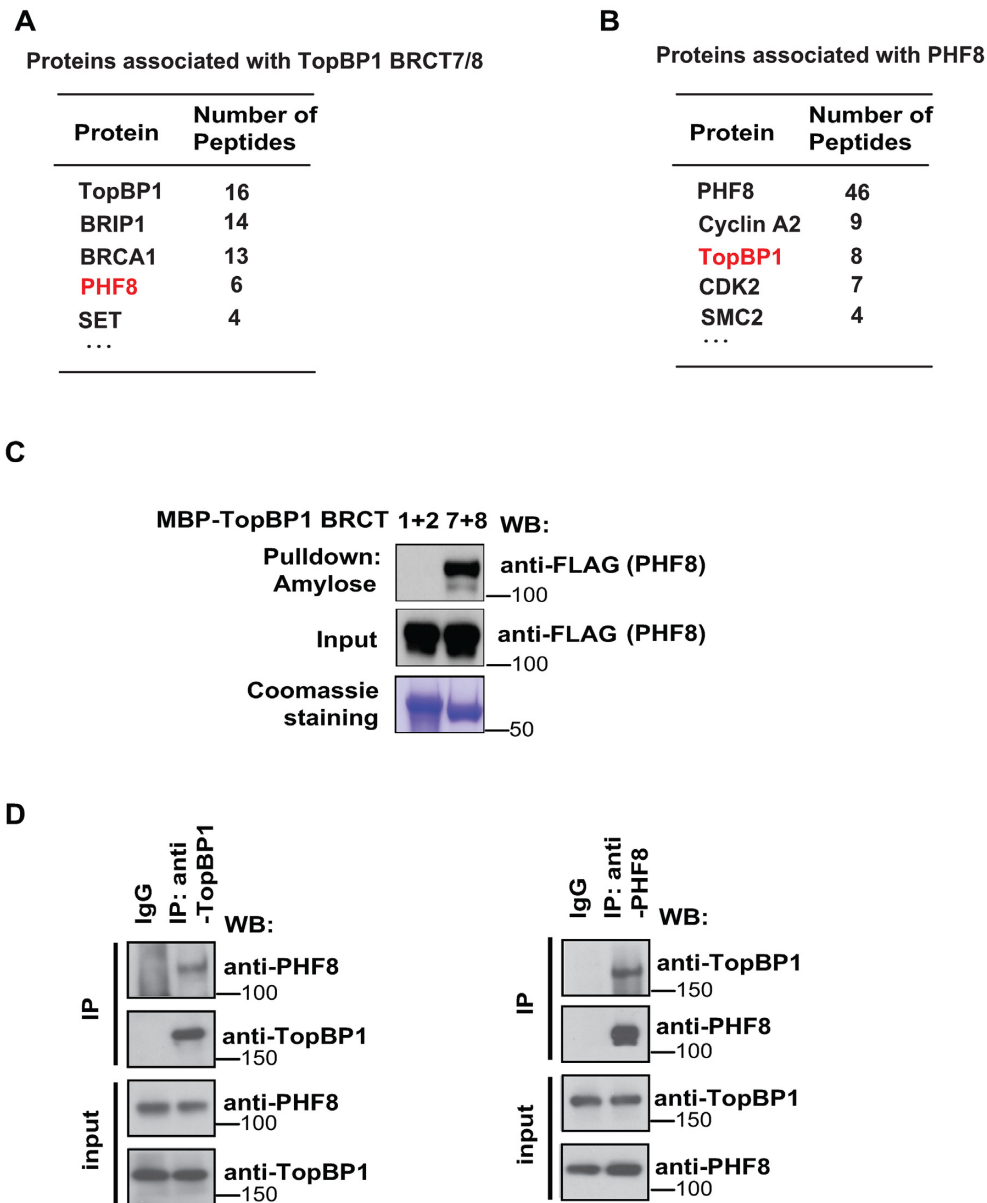 A
Proteins associated with TopBP1 BRCT7/8
Protein Number of Peptides
TopBP1 16
BRIP1 14
BRCA1 13
PHF8 6
SET 4
...
B
Proteins associated with PHF8
Protein Number of Peptides
PHF8 46
Cyclin A2 9
TopBP1 8
CDK2 7
SMC2 4
...
C
MBP-TopBP1 BRCT 1+2 7+8 WB:
Pulldown:
Amylose
anti-FLAG (PHF8)
100
Input
anti-FLAG (PHF8)
100
Coomassie
staining
50
D
IgG
IP: anti
-TopBP1
WB:
IP
anti-PHF8
100
anti-TopBP1
150
input
anti-PHF8
100
anti-TopBP1
150
IgG
IP: anti
-PHF8
WB:
IP
anti-TopBP1
150
anti-PHF8
100
input
anti-TopBP1
150
anti-PHF8
100